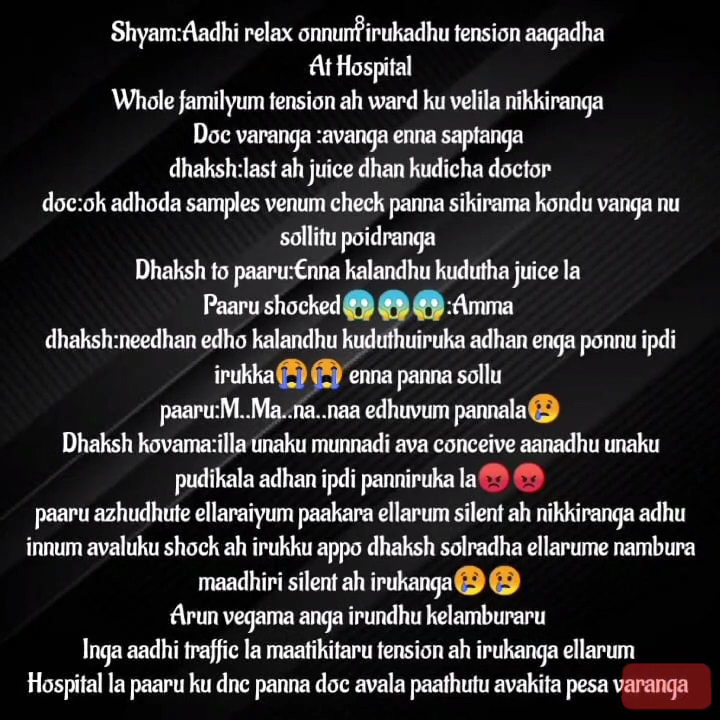 Shyam:Aadhi relax onnum irukadhu tension aagadha
At Hospital
Whole familyum tension ah ward ku velila nikkiranga
Doc varanga :avanga enna saptanga
dhaksh:last ah juice dhan kudicha doctor
doc:ok adhoda samples venum check panna sikirama kondu vanga nu
sollitu poidranga
Dhaksh to paaru:Enna kalandhu kudutha juice la
Paaru shocked😱😱😱:Amma
dhaksh:needhan edho kalandhu kuduthuiruka adhan enga ponnu ipdi
irukka😭😭 enna panna sollu
paaru:M..Ma..na..naa edhuvum pannala😢
Dhaksh kovama:illa unaku munnadi ava conceive aanadhu unaku
pudikala adhan ipdi panniruka la😡😡
paaru azhudhute ellaraiyum paakara ellarum silent ah nikkiranga adhu
innum avaluku shock ah irukku appo dhaksh solradha ellarume nambura
maadhiri silent ah irukanga😢😢
Arun vegama anga irundhu kelamburaru
Inga aadhi traffic la maatikitaru tension ah irukanga ellarum
Hospital la paaru ku dnc panna doc avala paathutu avakita pesa varanga